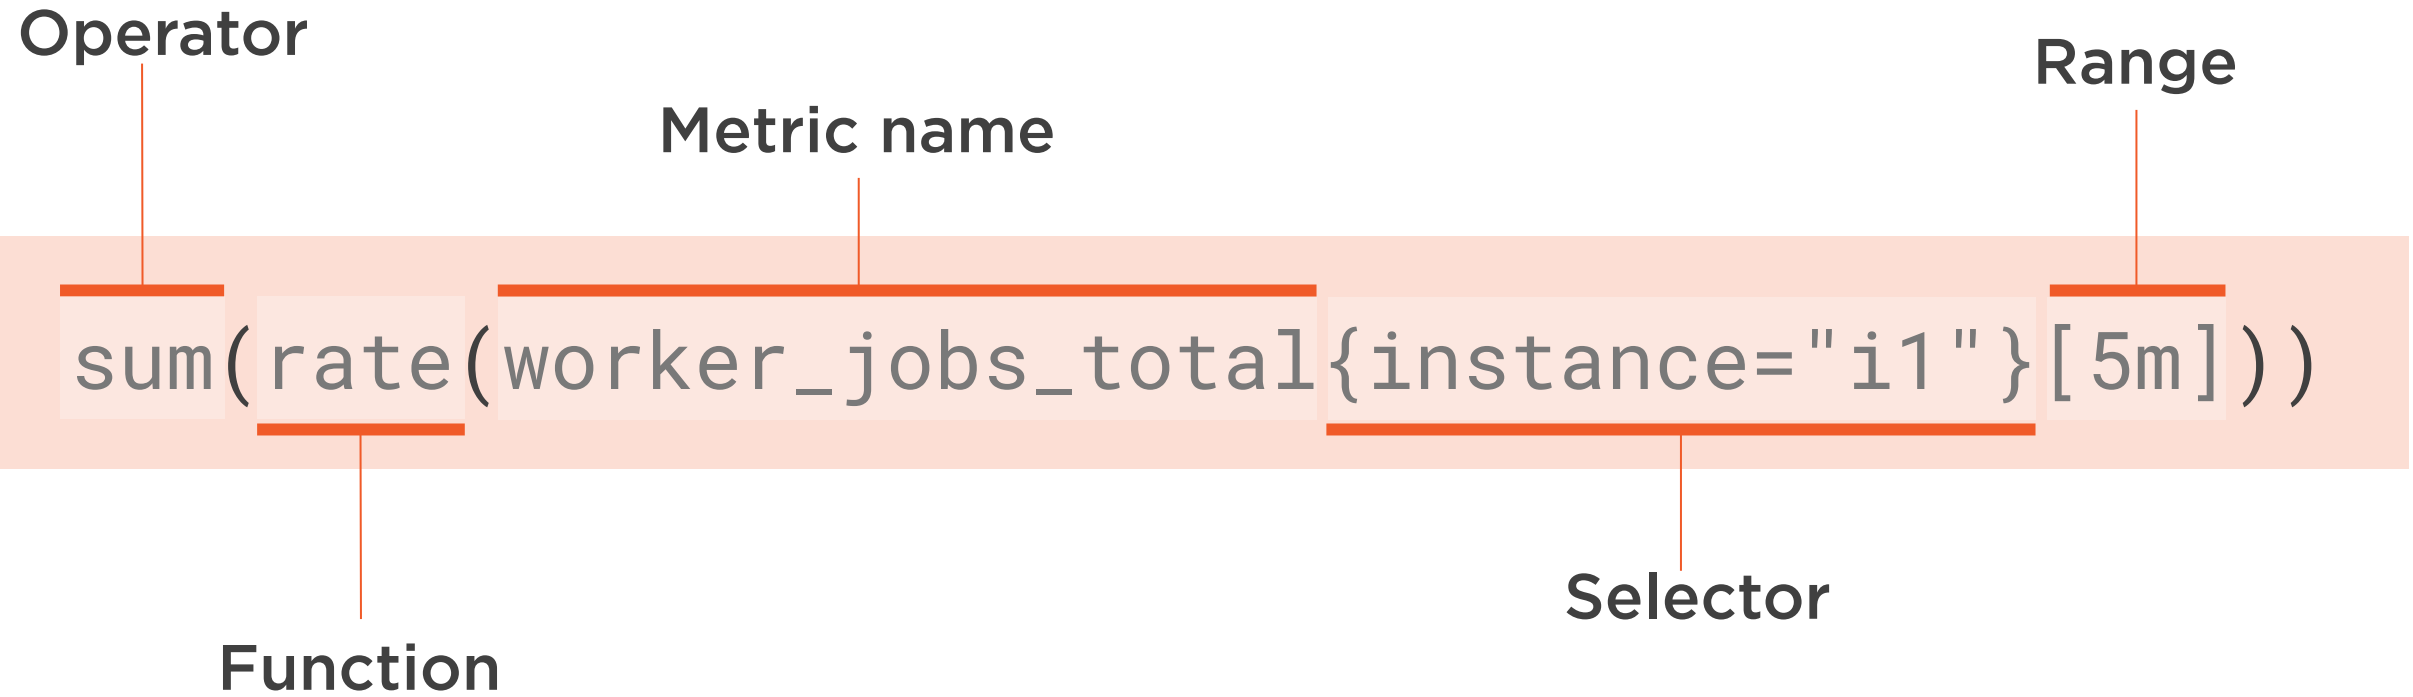 Operator
Range
Metric name
sum(rate(worker_jobs_total{instance="i1"}[5m]))
Selector
Function